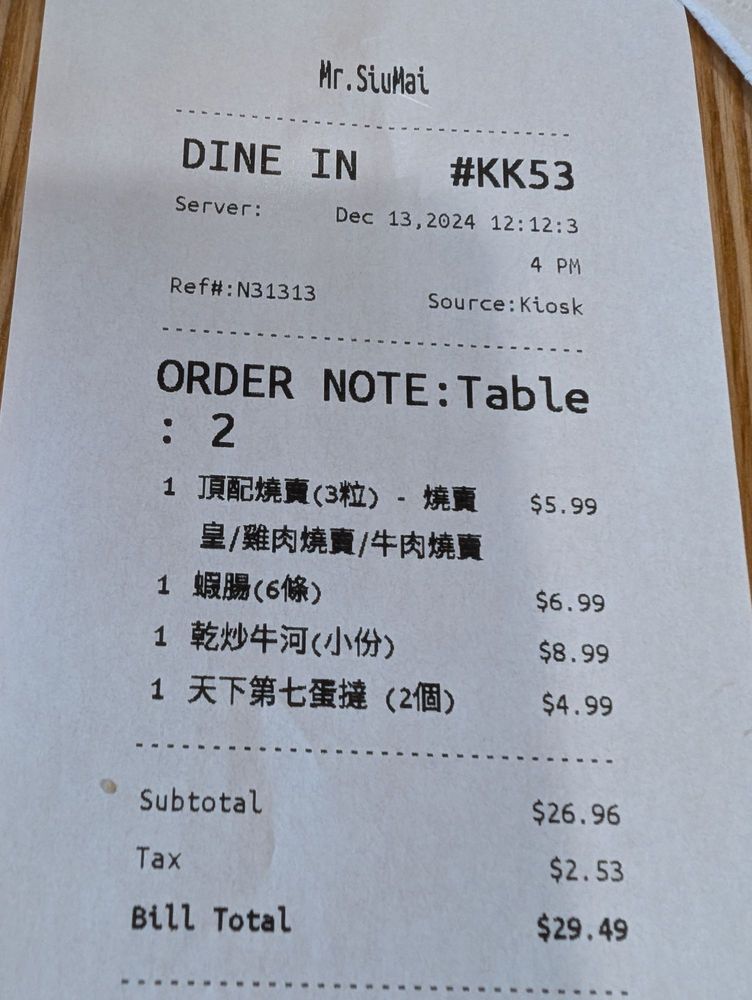 Mr.SiuMai
DINE IN #KK53
Server: Dec 13,2024 12:12:3
4 PM
Ref#:N31313 Source:Kiosk
ORDER NOTE:Table
: 2
1 頂配燒賣(3粒) - 燒賣 $5.99
皇/雞肉燒賣/牛肉燒賣
1 蝦腸(6條) $6.99
1 乾炒牛河(小份) $8.99
1 天下第七蛋撻 (2個) $4.99
Subtotal $26.96
Tax $2.53
Bill Total $29.49